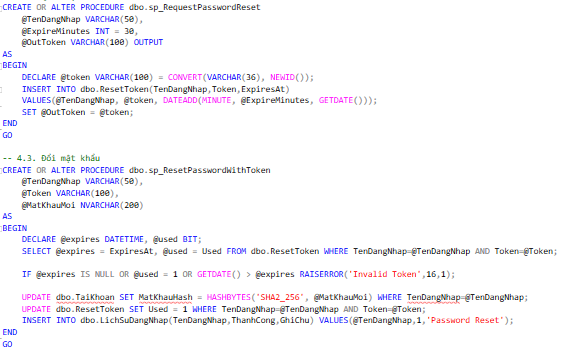 CREATE OR ALTER PROCEDURE dbo.sp_RequestPasswordReset
    @TenDangNhap VARCHAR(50),
    @ExpireMinutes INT = 30,
    @OutToken VARCHAR(100) OUTPUT
AS
BEGIN
    DECLARE @token VARCHAR(100) = CONVERT(VARCHAR(36), NEWID());
    INSERT INTO dbo.ResetToken(TenDangNhap,Token,ExpiresAt)
    VALUES(@TenDangNhap, @token, DATEADD(MINUTE, @ExpireMinutes, GETDATE()));
    SET @OutToken = @token;
END
GO
-- 4.3. Đổi mật khẩu
CREATE OR ALTER PROCEDURE dbo.sp_ResetPasswordWithToken
    @TenDangNhap VARCHAR(50),
    @Token VARCHAR(100),
    @MatKhauMoi NVARCHAR(200)
AS
BEGIN
    DECLARE @expires DATETIME, @used BIT;
    SELECT @expires = ExpiresAt, @used = Used FROM dbo.ResetToken WHERE TenDangNhap=@TenDangNhap AND Token=@Token;
    IF @expires IS NULL OR @used = 1 OR GETDATE() > @expires RAISERROR('Invalid Token',16,1);
    UPDATE dbo.TaiKhoan SET MatKhauHash = HASHBYTES('SHA2_256', @MatKhauMoi) WHERE TenDangNhap=@TenDangNhap;
    UPDATE dbo.ResetToken SET Used = 1 WHERE TenDangNhap=@TenDangNhap AND Token=@Token;
    INSERT INTO dbo.LichSuDangNhap(TenDangNhap,ThanhCong,GhiChu) VALUES(@TenDangNhap,1,'Password Reset');
END
GO